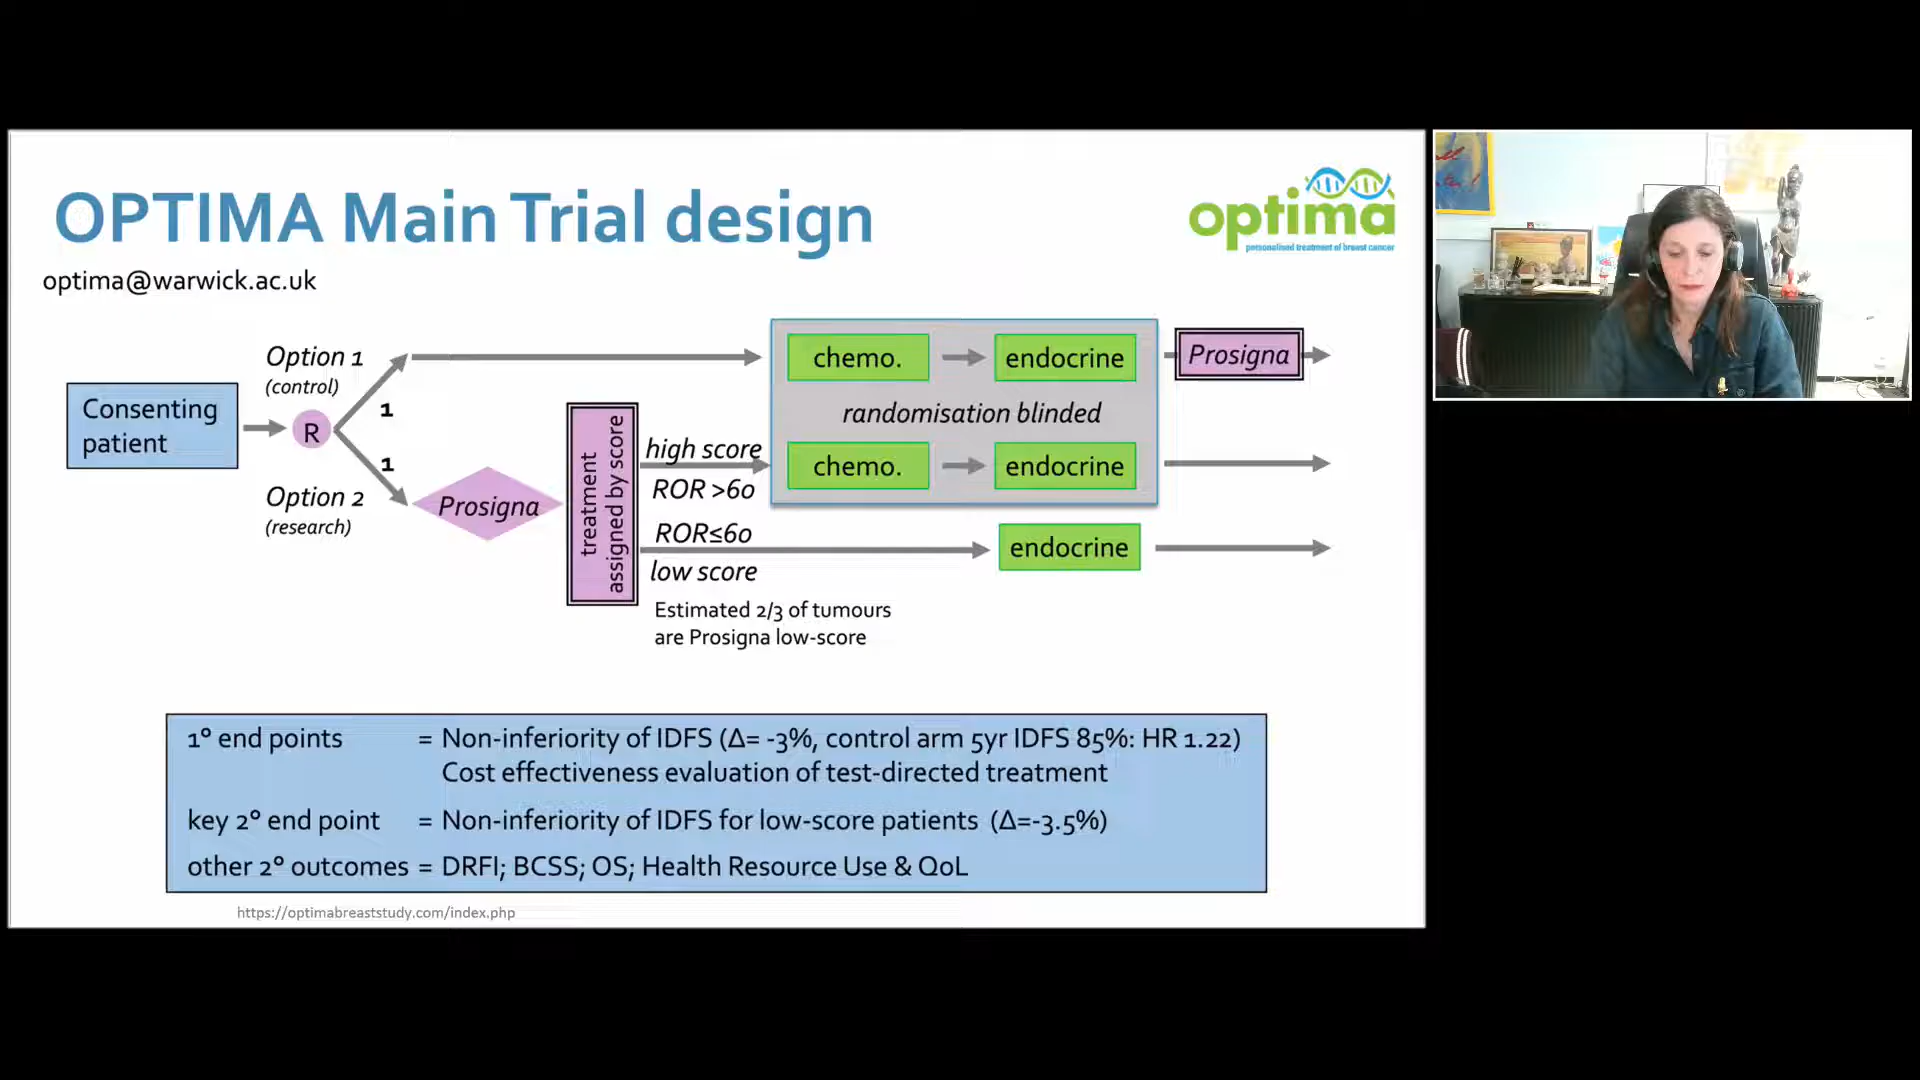 OPTIMA Main Trial design
optima
personalised treatment of breast cancer
optima@warwick.ac.uk
Option 1
(control)
Consenting
patient
R
1
1
Option 2
(research)
Prosigna
treatment
assigned by score
high score
ROR >60
ROR≤60
low score
Estimated 2/3 of tumours
are Prosigna low-score
chemo.
endocrine
randomisation blinded
chemo.
endocrine
endocrine
Prosigna
1° end points = Non-inferiority of IDFS (Δ= -3%, control arm 5yr IDFS 85%: HR 1.22)
Cost effectiveness evaluation of test-directed treatment
key 2° end point = Non-inferiority of IDFS for low-score patients (Δ=-3.5%)
other 2° outcomes = DRFI; BCSS; OS; Health Resource Use & QoL
https://optimabreaststudy.com/index.php